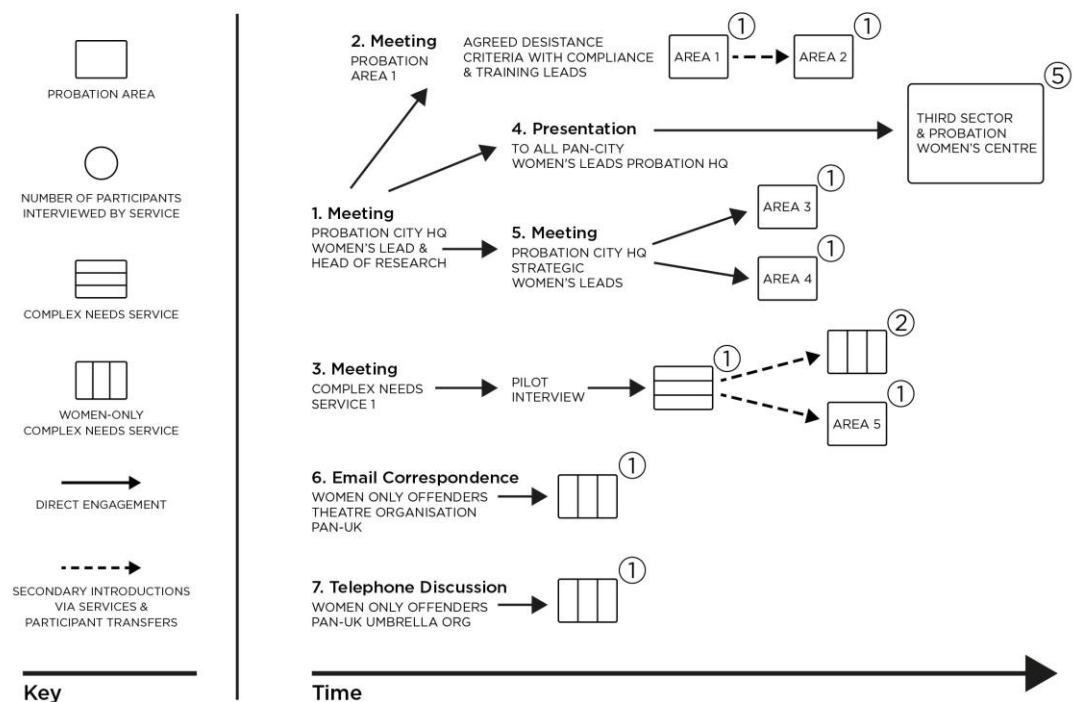 PROBATION AREA
NUMBER OF PARTICIPANTS
INTERVIEWED BY SERVICE
COMPLEX NEEDS SERVICE
WOMEN-ONLY
COMPLEX NEEDS SERVICE
DIRECT ENGAGEMENT
SECONDARY INTRODUCTIONS
VIA SERVICES &
PARTICIPANT TRANSFERS
Key
2. Meeting
PROBATION
AREA 1
AGREED DESISTANCE
CRITERIA WITH COMPLIANCE
& TRAINING LEADS
AREA 1
1
AREA 2
1
4. Presentation
TO ALL PAN-CITY
WOMEN'S LEADS PROBATION HQ
THIRD SECTOR
& PROBATION
WOMEN'S CENTRE
5
1. Meeting
PROBATION CITY HQ
WOMEN'S LEAD &
HEAD OF RESEARCH
5. Meeting
PROBATION CITY HQ
STRATEGIC
WOMEN'S LEADS
AREA 3
1
AREA 4
1
3. Meeting
COMPLEX NEEDS
SERVICE 1
PILOT
INTERVIEW
1
2
AREA 5
1
6. Email Correspondence
WOMEN ONLY OFFENDERS
THEATRE ORGANISATION
PAN-UK
1
7. Telephone Discussion
WOMEN ONLY OFFENDERS
PAN-UK UMBRELLA ORG
1
Time